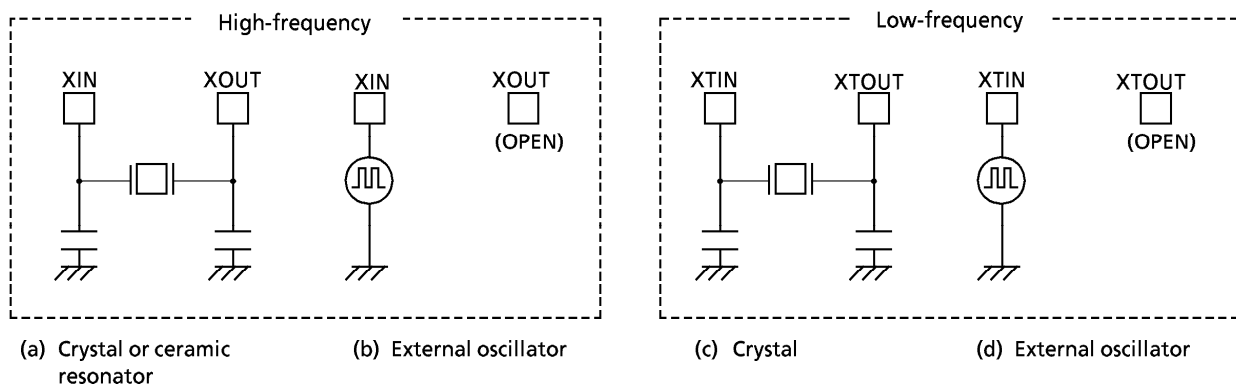 High-frequency
Low-frequency
XIN
XOUT
XIN
XOUT
(OPEN)
XTIN
XTOUT
XTIN
XTOUT
(OPEN)
(a) Crystal or ceramic
resonator
(b) External oscillator
(c) Crystal
(d) External oscillator